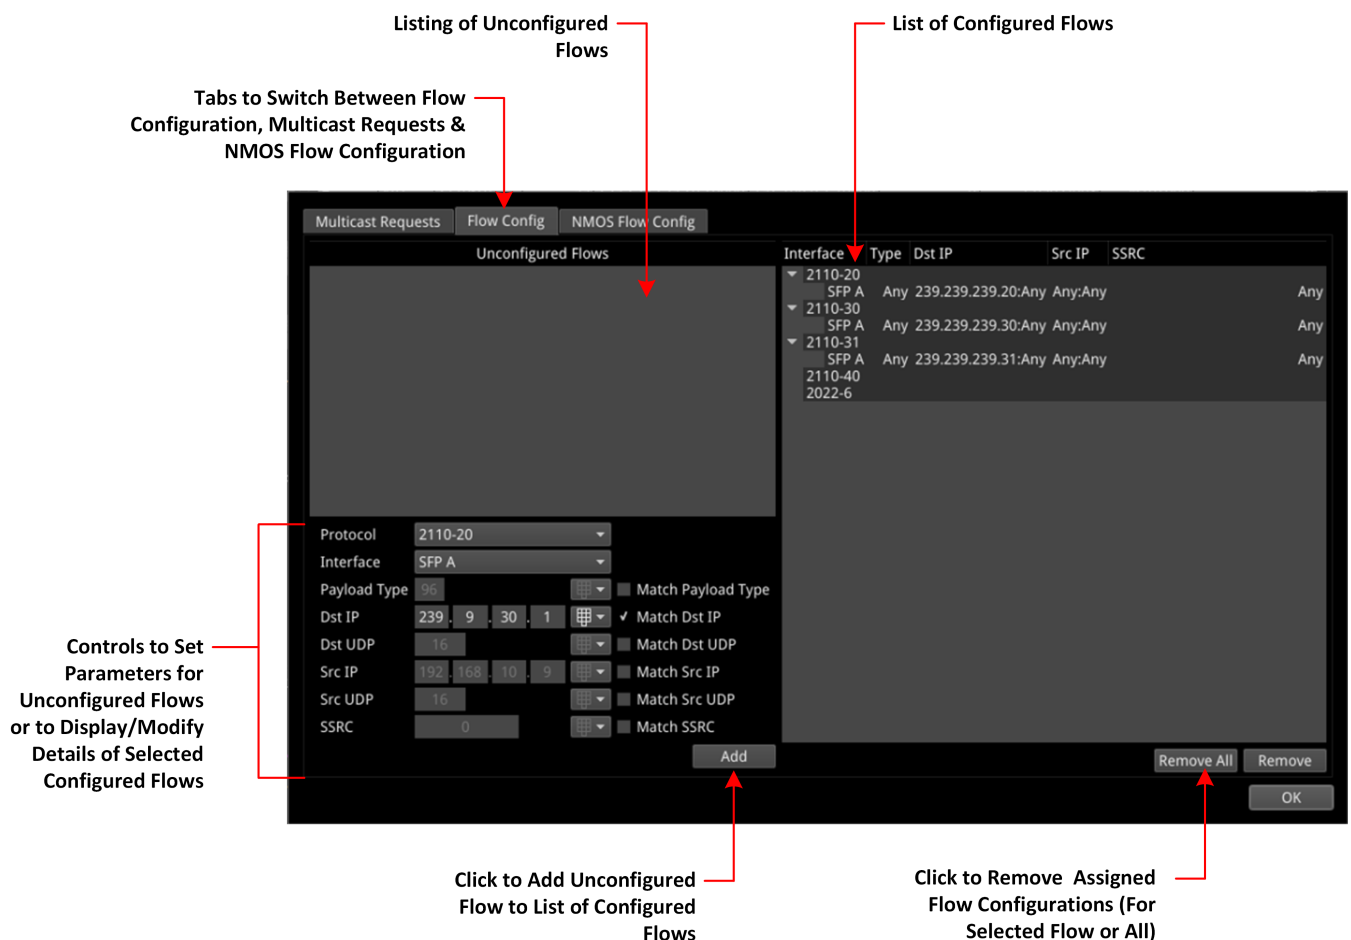 Listing of Unconfigured
Flows
List of Configured Flows
Tabs to Switch Between Flow
Configuration, Multicast Requests &
NMOS Flow Configuration
Multicast Requests
Flow Config
NMOS Flow Config
Unconfigured Flows
Interface Type Dst IP Src IP SSRC
2110-20
SFP A Any 239.239.239.20:Any Any:Any Any
2110-30
SFP A Any 239.239.239.30:Any Any:Any Any
2110-31
SFP A Any 239.239.239.31:Any Any:Any Any
2110-40
2022-6
Protocol 2110-20
Interface SFP A
Payload Type 96 Match Payload Type
Dst IP 239 . 9 . 30 . 1 Match Dst IP
Dst UDP 16 Match Dst UDP
Src IP 192 . 168 . 10 . 9 Match Src IP
Src UDP 16 Match Src UDP
SSRC 0 Match SSRC
Add
Remove All
Remove
OK
Controls to Set
Parameters for
Unconfigured Flows
or to Display/Modify
Details of Selected
Configured Flows
Click to Add Unconfigured
Flow to List of Configured
Flows
Click to Remove Assigned
Flow Configurations (For
Selected Flow or All)